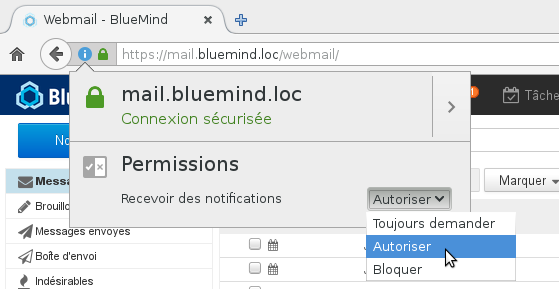 Webmail - BlueMind
https://mail.bluemind.loc/webmail/
mail.bluemind.loc
Connexion sécurisée
Tâche
Permissions
Recevoir des notifications
Autoriser
Toujours demander
Autoriser
Bloquer
Marquer
Messages envoyés
Boîte d'envoi
Indésirables